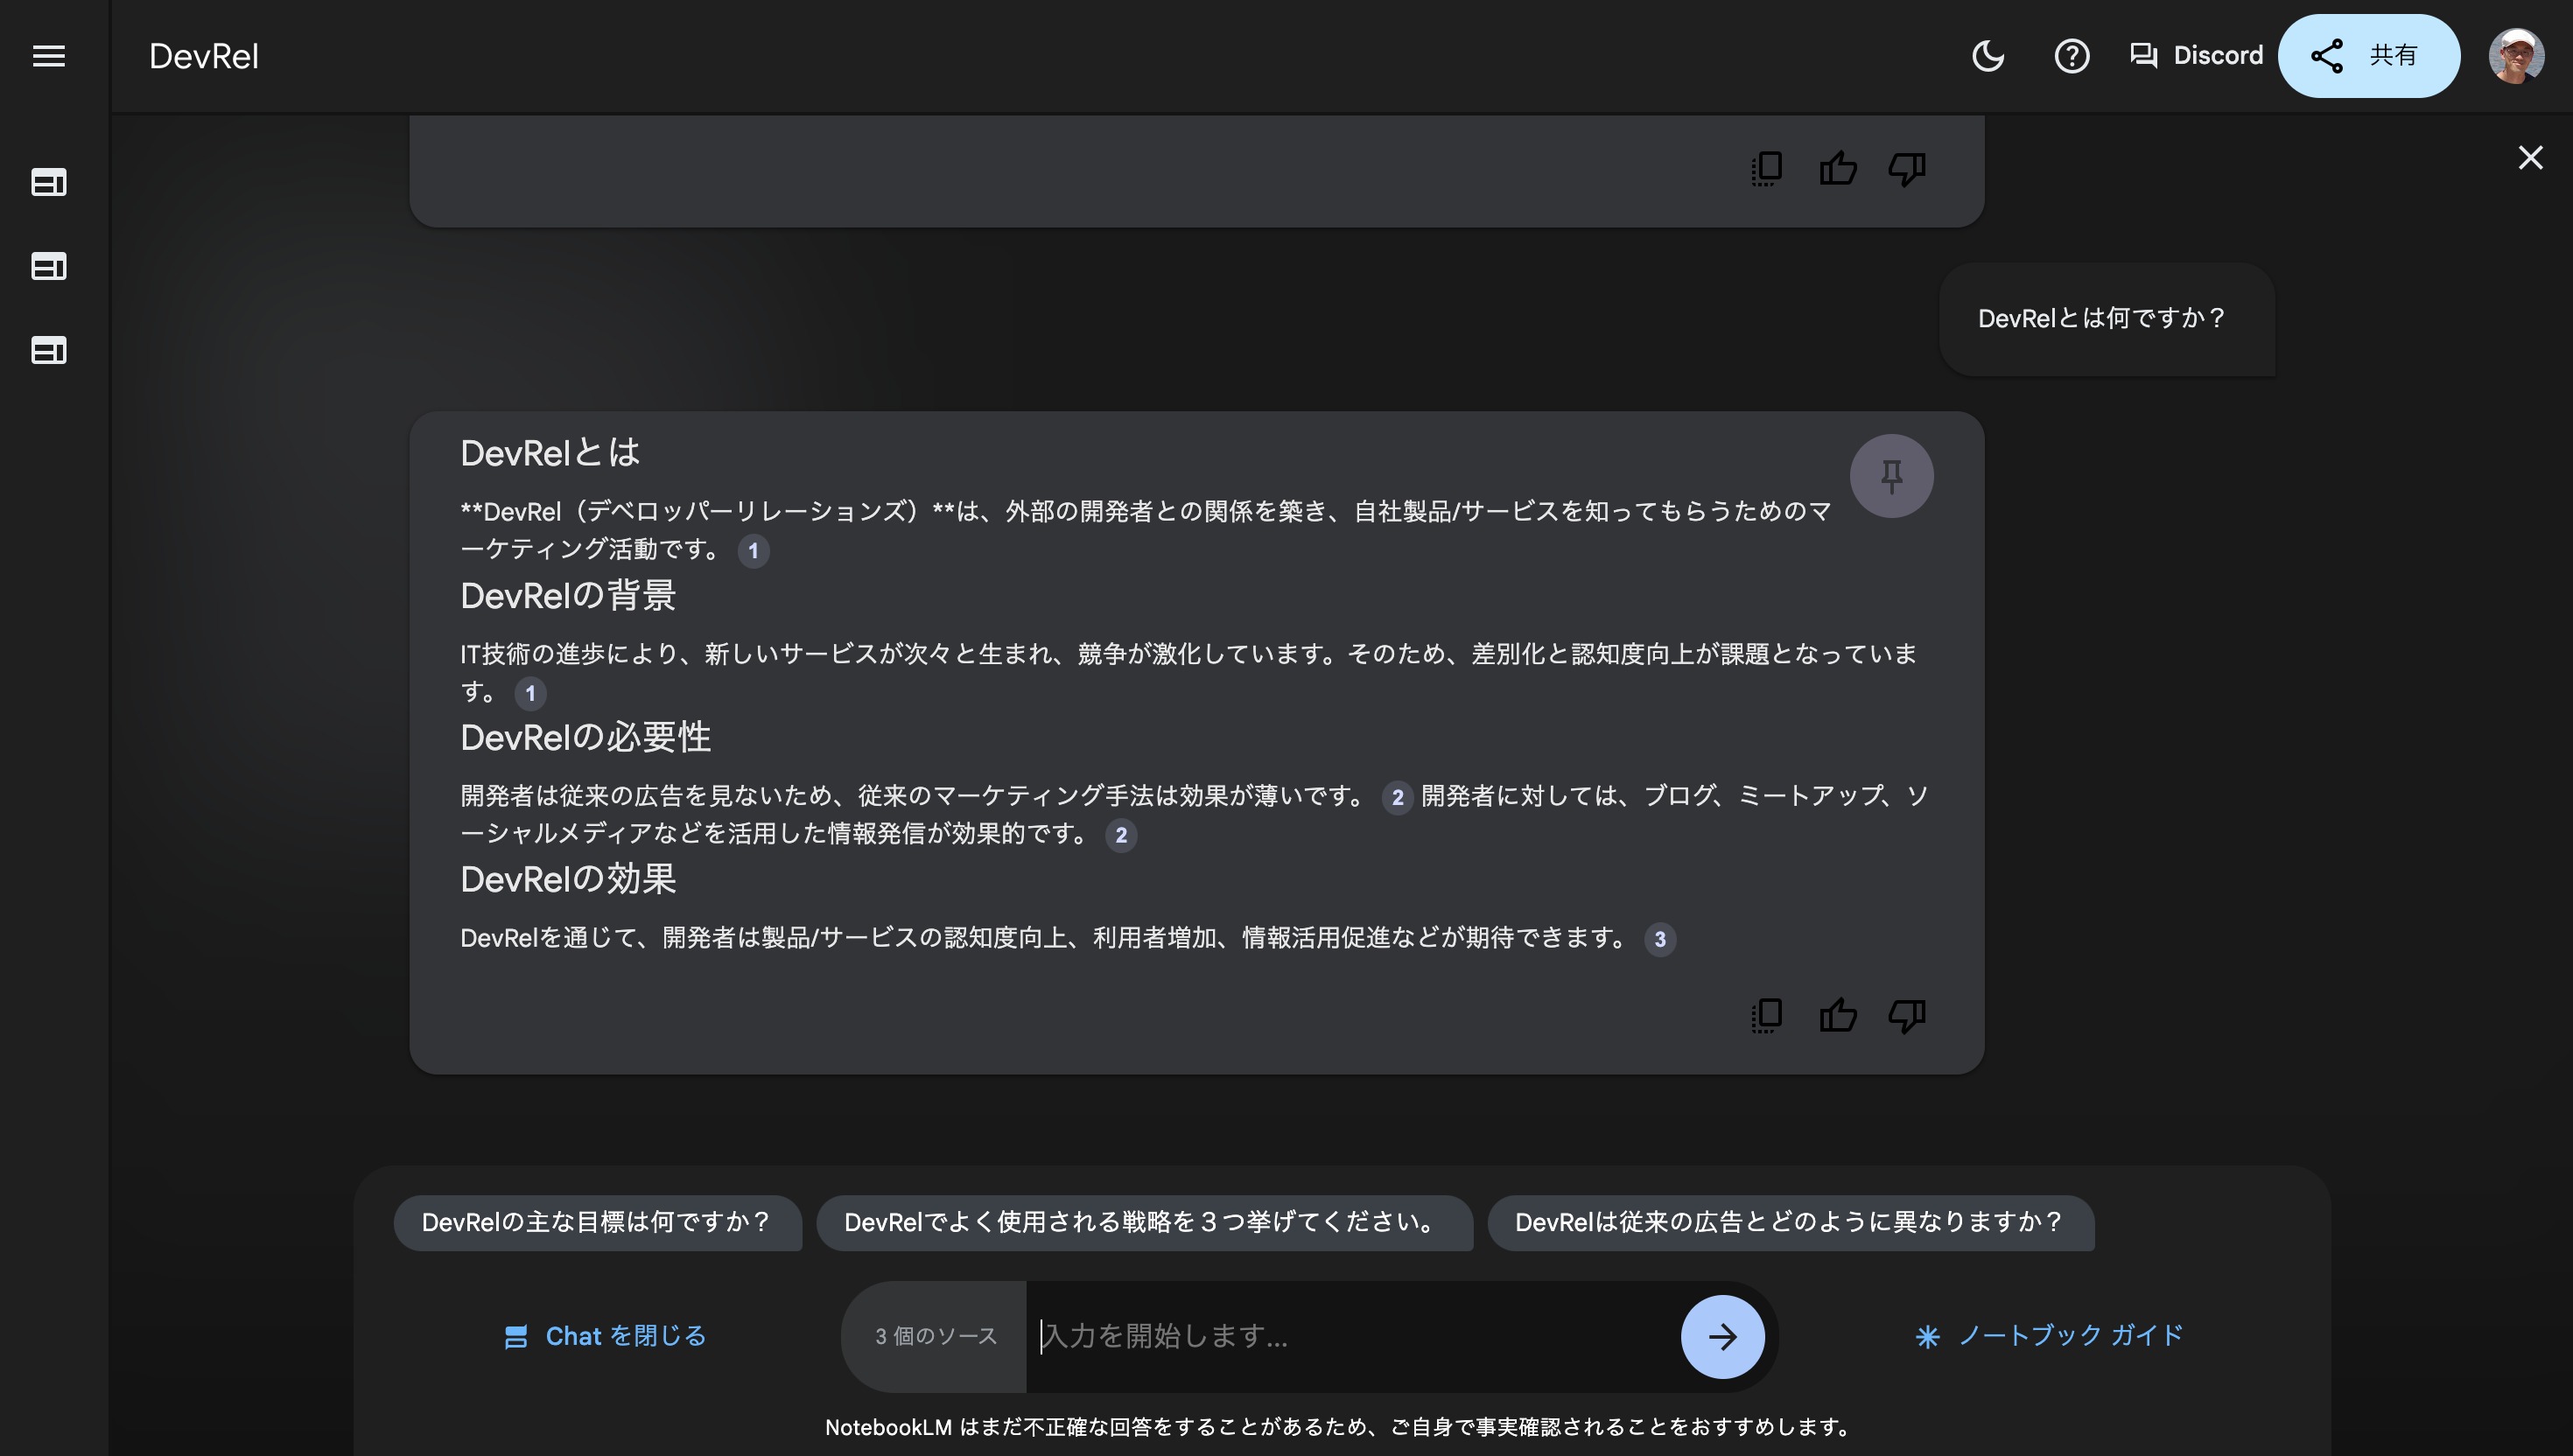 DevRel
Discord
共有
DevRelとは何ですか？
DevRelとは
**DevRel（デベロッパーリレーションズ）**は、外部の開発者との関係を築き、自社製品/サービスを知ってもらうためのマ
ーケティング活動です。 1
DevRelの背景
IT技術の進歩により、新しいサービスが次々と生まれ、競争が激化しています。そのため、差別化と認知度向上が課題となっていま
す。 1
DevRelの必要性
開発者は従来の広告を見ないため、従来のマーケティング手法は効果が薄いです。 2 開発者に対しては、ブログ、ミートアップ、ソ
ーシャルメディアなどを活用した情報発信が効果的です。 2
DevRelの効果
DevRelを通じて、開発者は製品/サービスの認知度向上、利用者増加、情報活用促進などが期待できます。 3
DevRelの主な目標は何ですか？
DevRelでよく使用される戦略を３つ挙げてください。
DevRelは従来の広告とどのように異なりますか？
Chat を閉じる
3 個のソース
入力を開始します...
ノートブック ガイド
NotebookLM はまだ不正確な回答をすることがあるため、ご自身で事実確認されることをおすすめします。